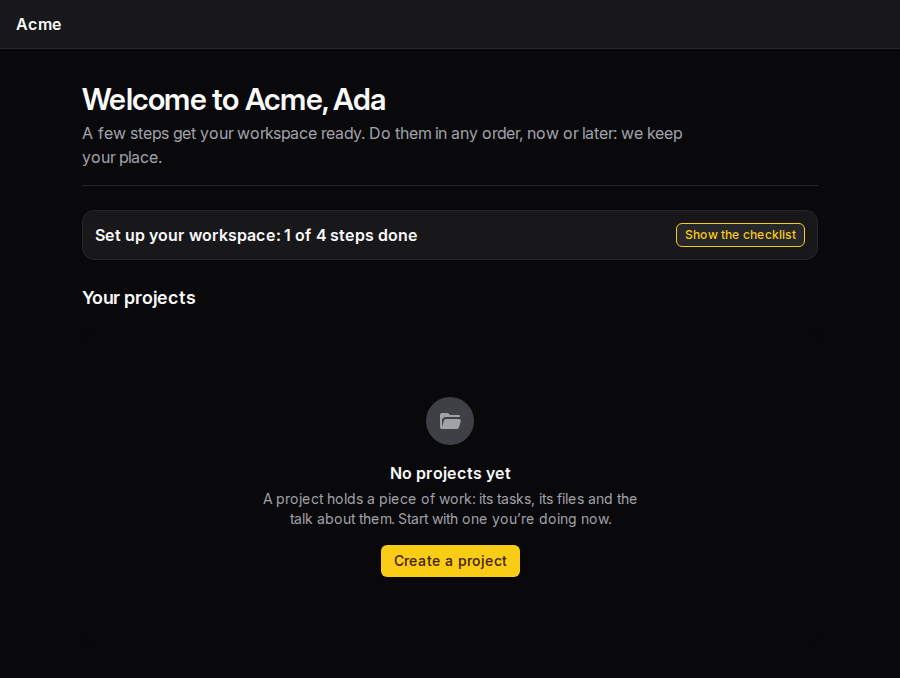 Acme
Welcome to Acme, Ada
A few steps get your workspace ready. Do them in any order, now or later: we keep
your place.
Set up your workspace: 1 of 4 steps done
Show the checklist
Your projects
No projects yet
A project holds a piece of work: its tasks, its files and the
talk about them. Start with one you’re doing now.
Create a project